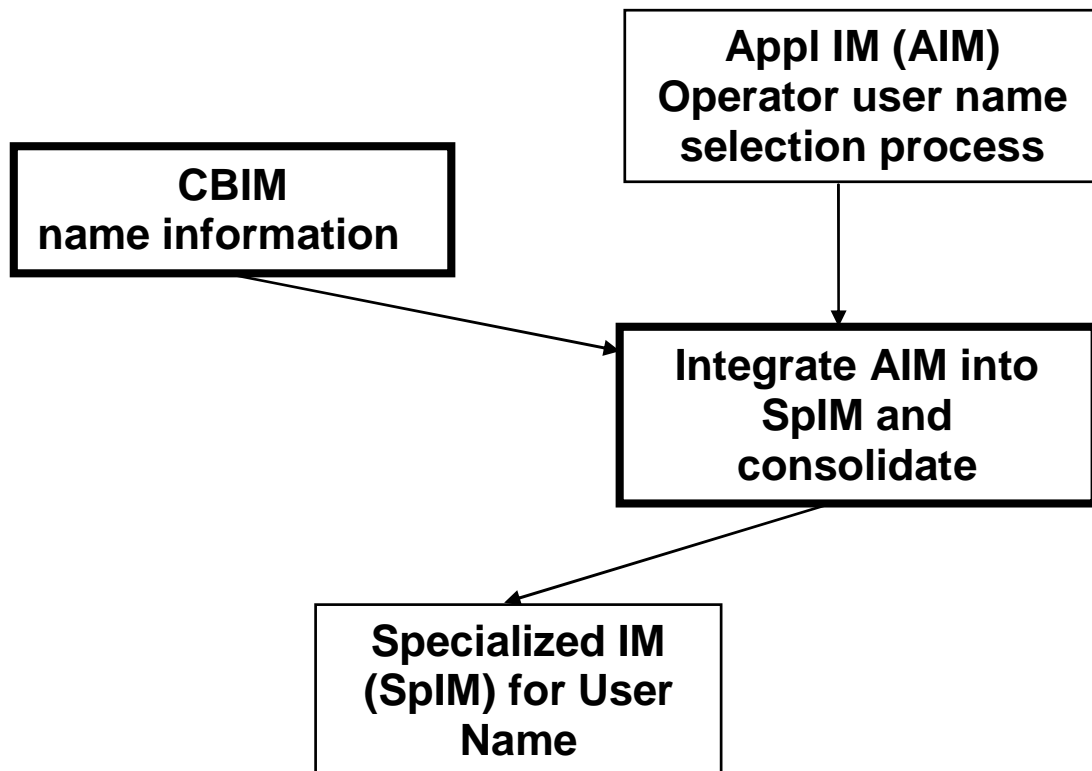 Appl IM (AIM)
Operator user name
selection process
CBIM
name information
Integrate AIM into
SpIM and
consolidate
Specialized IM
(SpIM) for User
Name